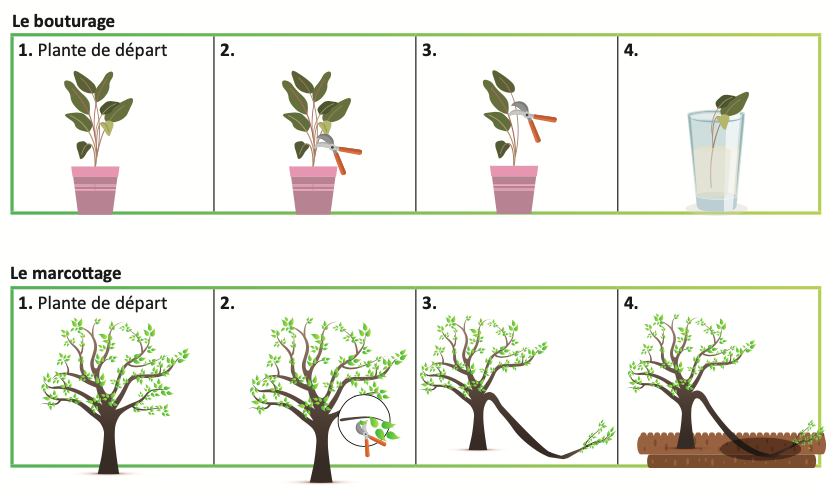 Le bouturage
1. Plante de départ
2.
3.
4.
Le marcottage
1. Plante de départ
2.
3.
4.